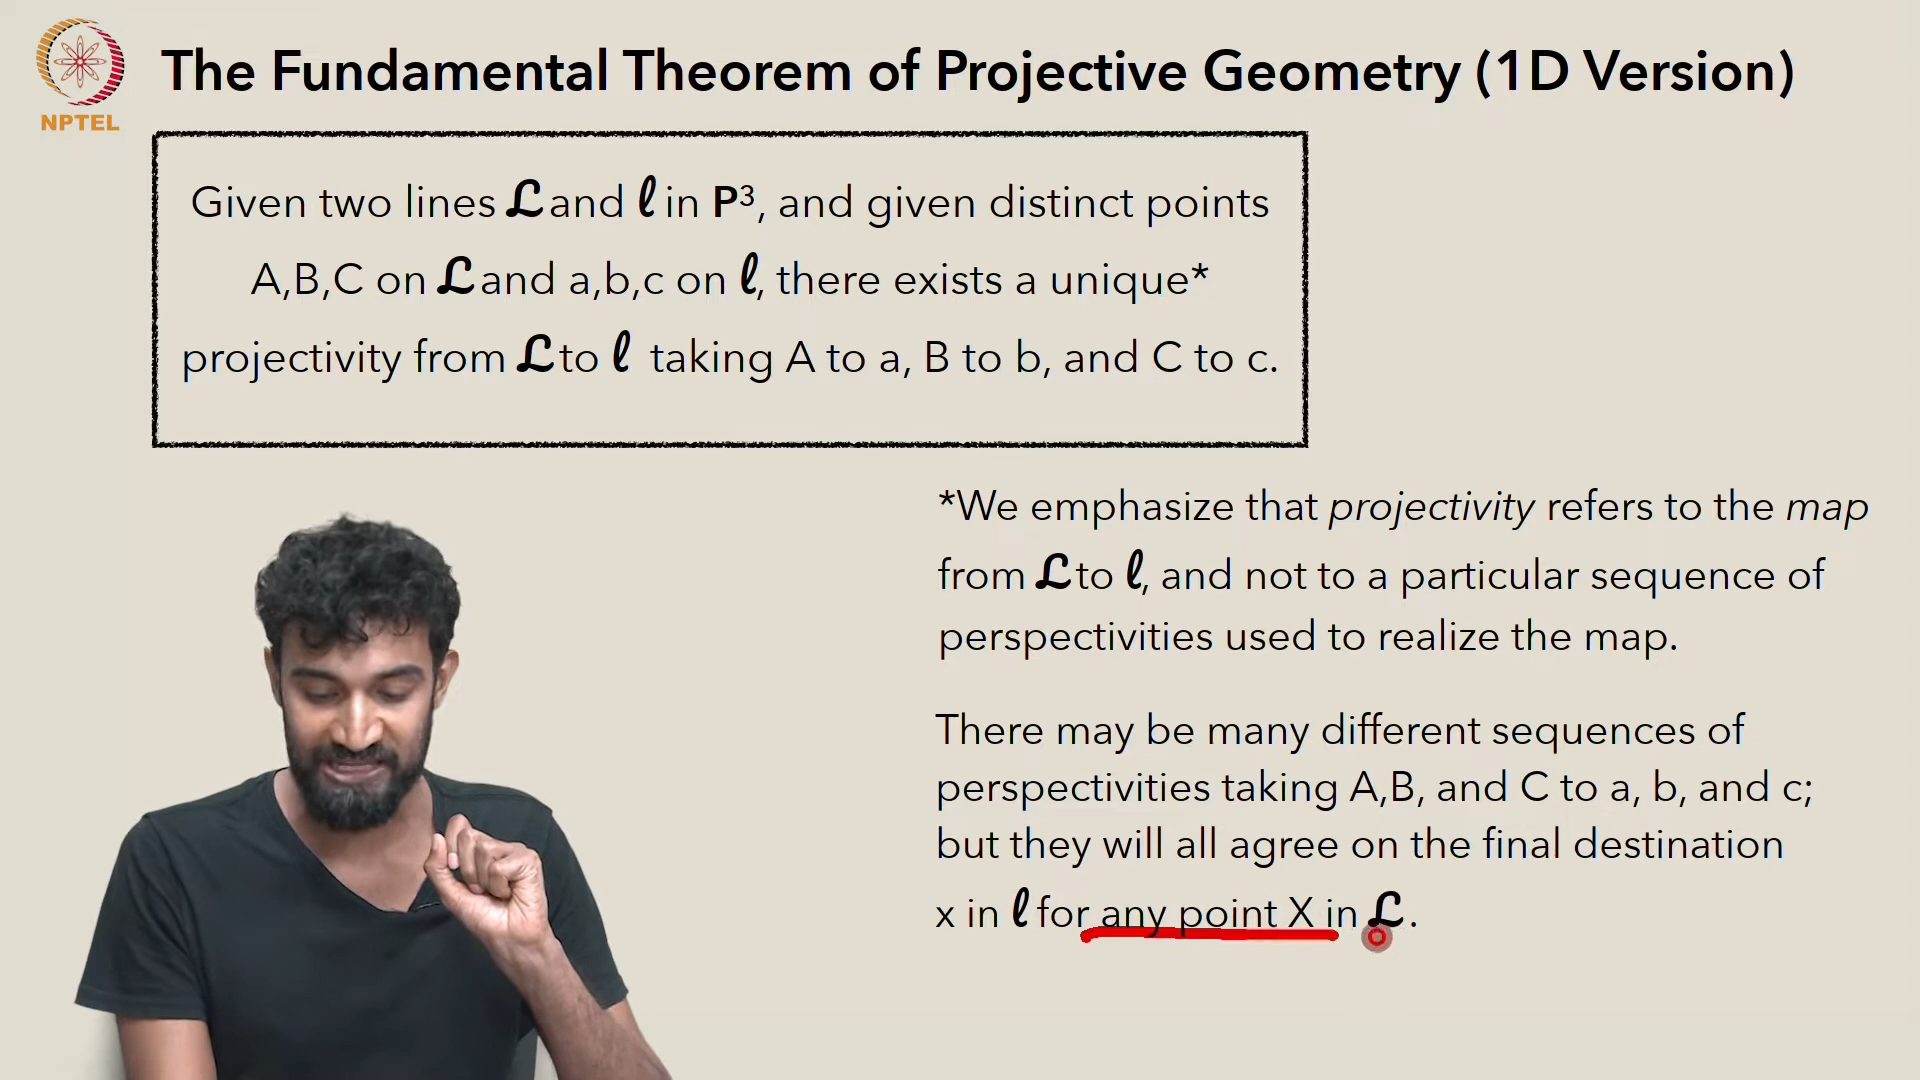 The Fundamental Theorem of Projective Geometry (1D Version)
NPTEL
Given two lines ℒ and ℓ in P³, and given distinct points
A,B,C on ℒ and a,b,c on ℓ, there exists a unique*
projectivity from ℒ to ℓ taking A to a, B to b, and C to c.
*We emphasize that projectivity refers to the map
from ℒ to ℓ, and not to a particular sequence of
perspectivities used to realize the map.
There may be many different sequences of
perspectivities taking A,B, and C to a, b, and c;
but they will all agree on the final destination
x in ℓ for any point X in ℒ.